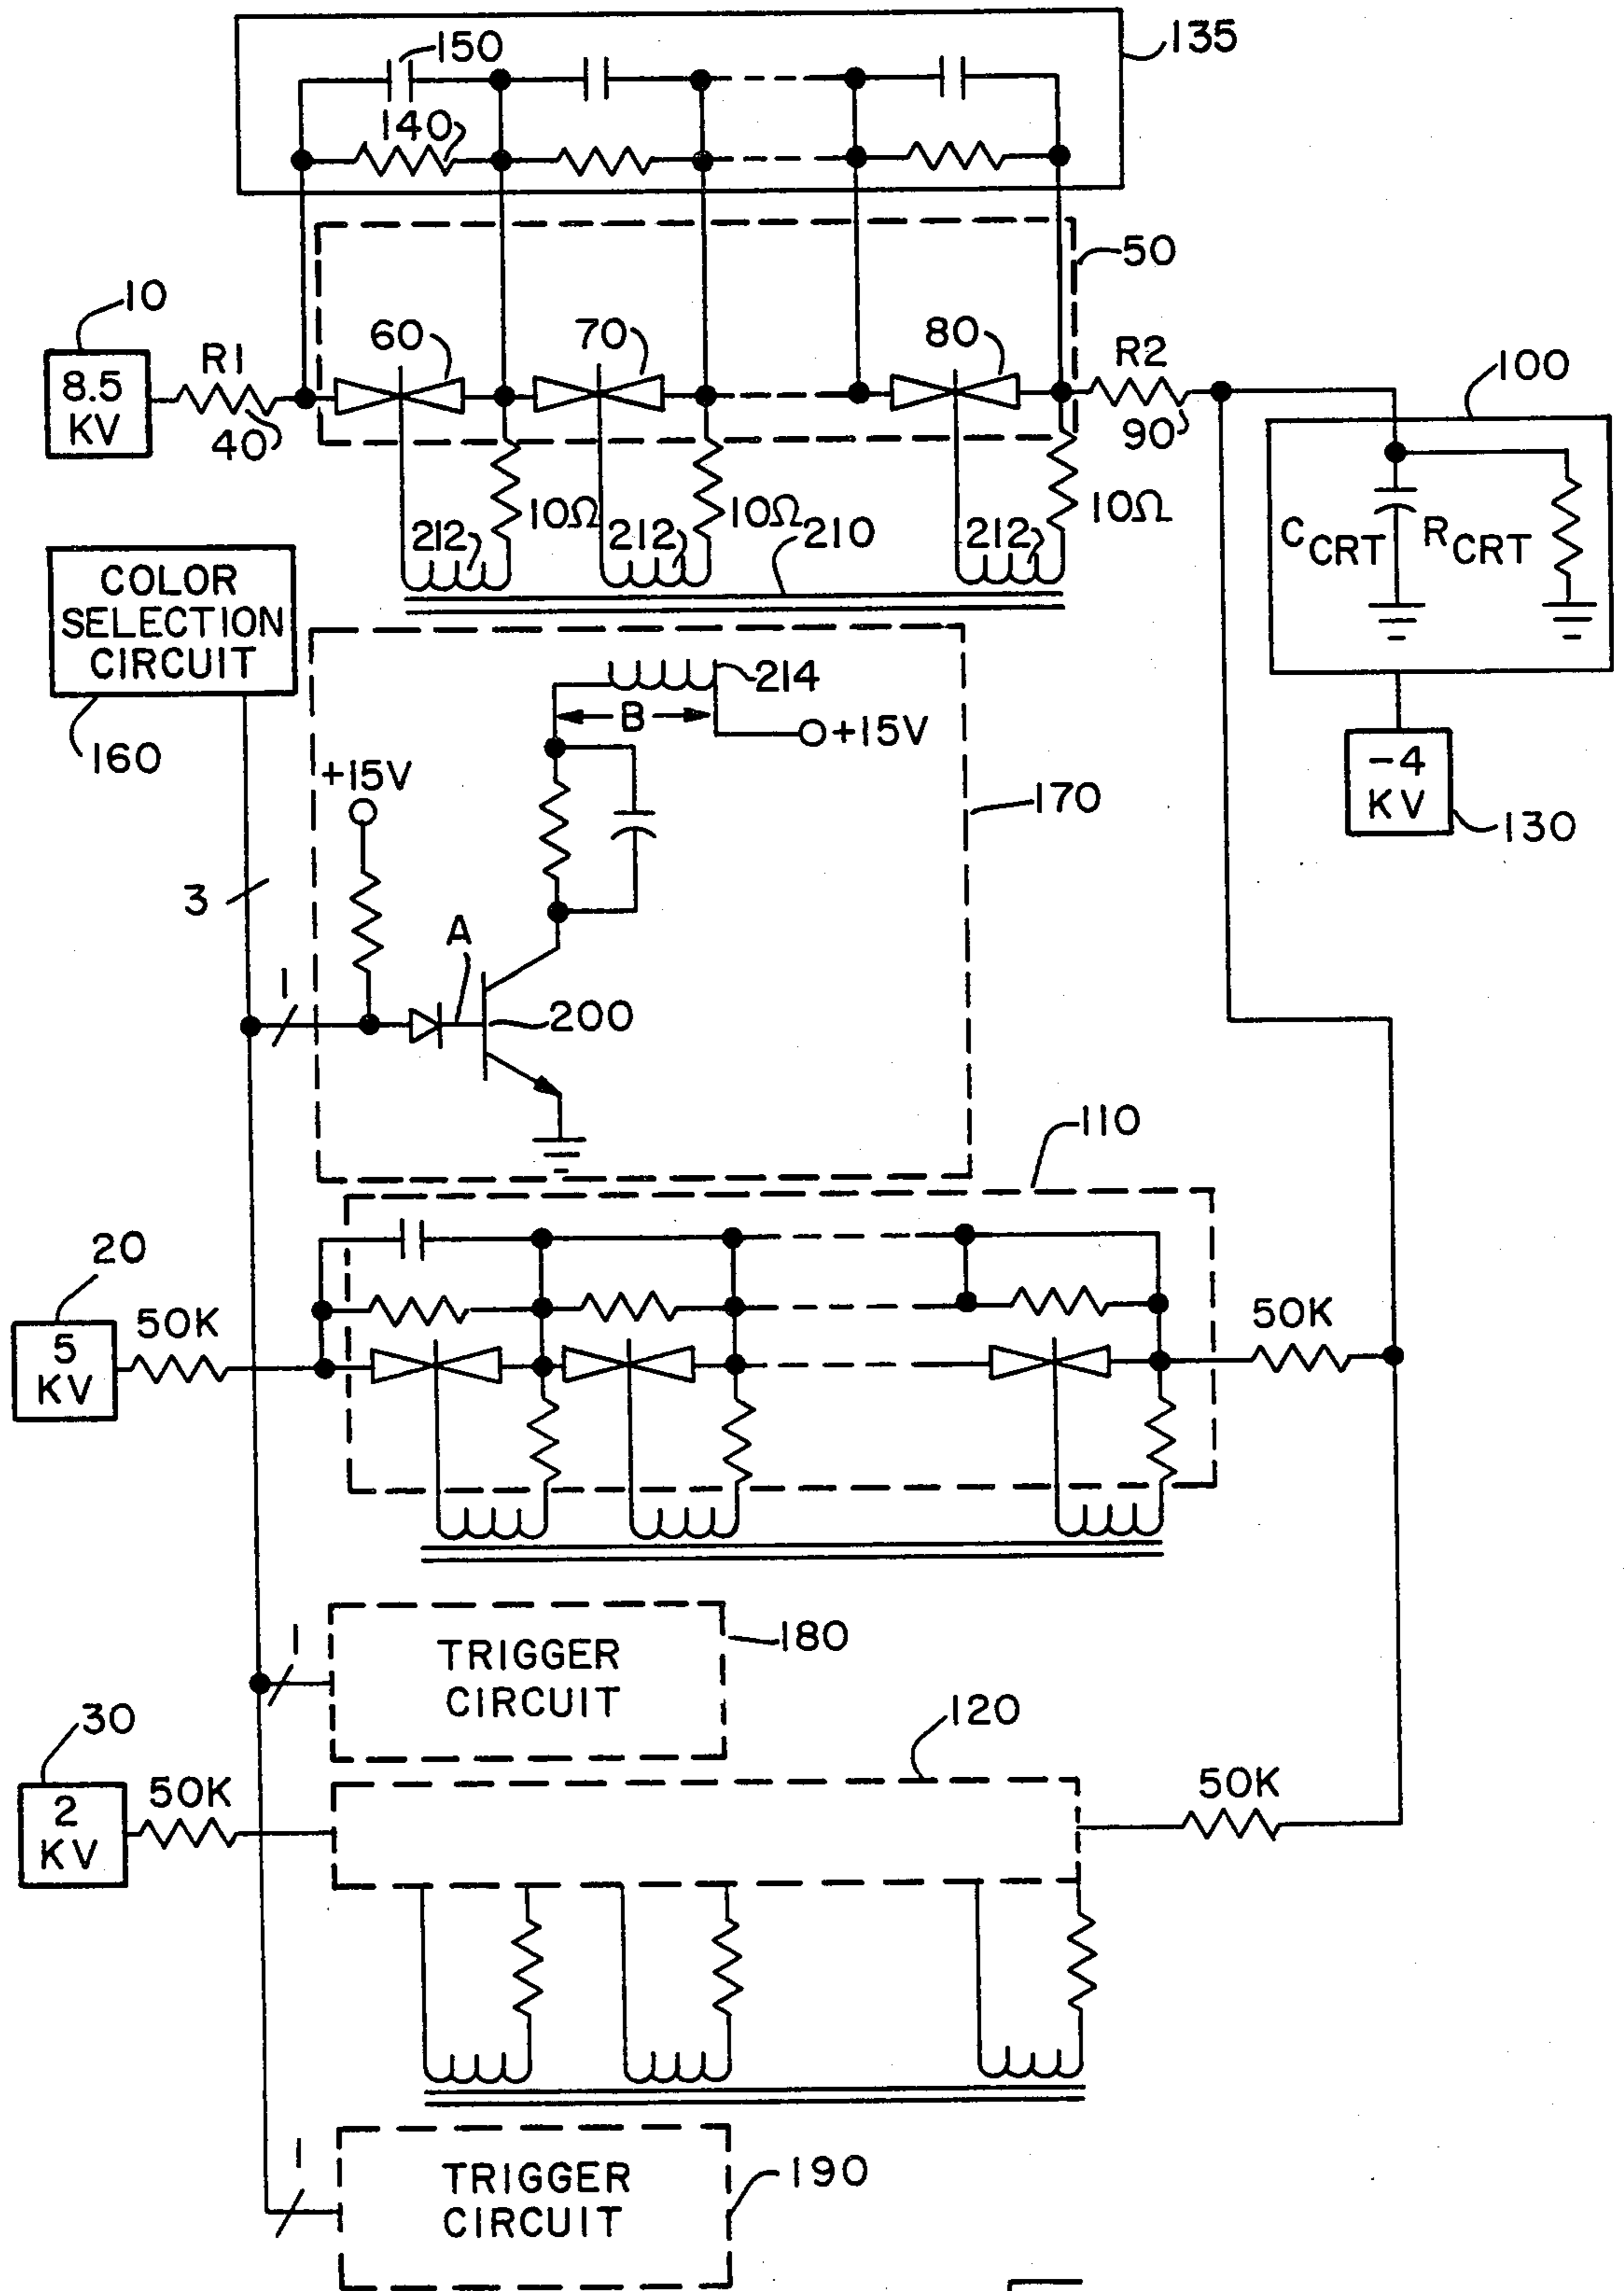 150
135
140
50
10
60
70
80
R1
R2
100
8.5
KV
40
90
10Ω
10Ω
10Ω
212
212
210
212
C CRT
R CRT
COLOR
SELECTION
CIRCUIT
214
B
+15V
160
+15V
170
-4
KV
130
3
A
1
200
110
20
50K
50K
5
KV
180
1
TRIGGER
CIRCUIT
30
120
50K
50K
2
KV
1
190
TRIGGER
CIRCUIT